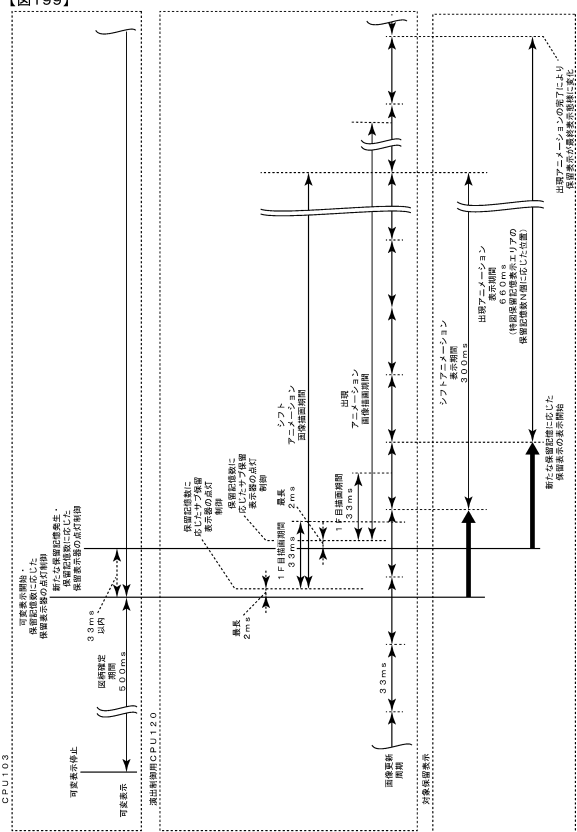 【図199】
CPU103
可変表示停止
可変表示
図柄確定
期間
500ms
33ms
以内
可変表示開始・
保留記憶数に応じた
保留表示器の点灯制御
新たな保留記憶発生・
保留記憶数に応じた
保留表示器の点灯制御
演出制御用CPU120
画像更新
周期
33ms
最長
2ms
保留記憶数に
応じたサブ保留
表示器の点灯
制御
1F目描画期間
33ms
保留記憶数に
応じたサブ保留
表示器の点灯
制御
最長
2ms
1F目描画期間
33ms
シフト
アニメーション
画像描画期間
出現
アニメーション
画像描画期間
対象保留表示
新たな保留記憶に応じた
保留表示の表示開始
シフトアニメーション
表示期間
300ms
出現アニメーション
表示期間
660ms
(特図保留記憶表示エリアの
保留記憶数N個に応じた位置)
出現アニメーションの完了により
保留表示が最終表示態様に変化